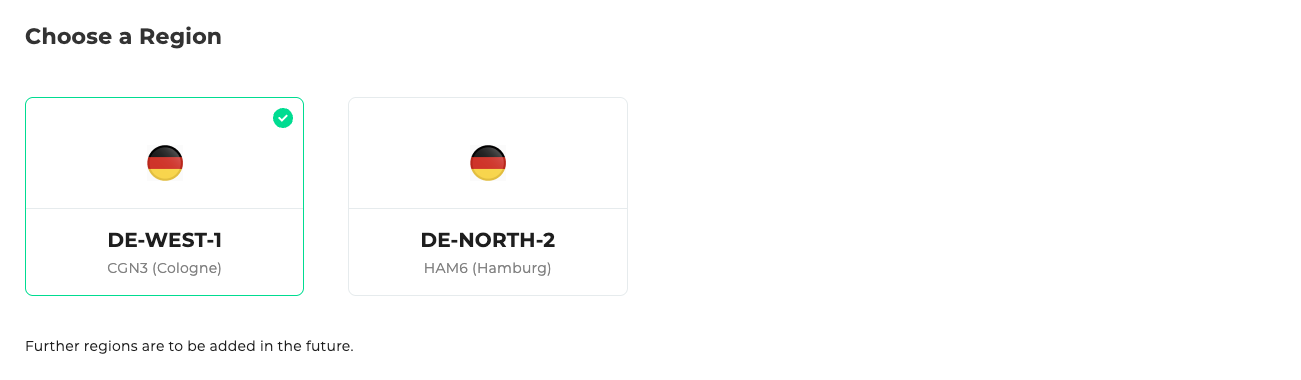 Choose a Region
DE-WEST-1
CGN3 (Cologne)
DE-NORTH-2
HAM6 (Hamburg)
Further regions are to be added in the future.